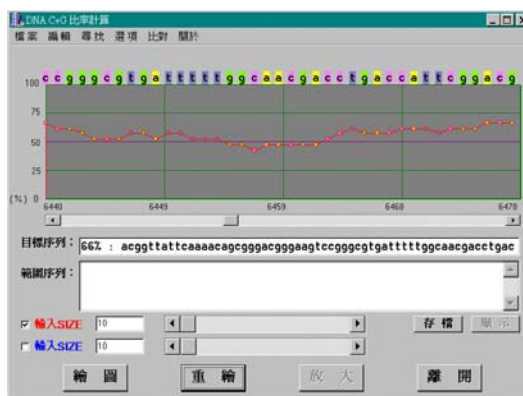 DNA C+G 比率計算
檔案 編輯 尋找 選項 比對 關於
c c g g g c g t g a t t t t t g g c a a c g a c c t g a c c a t t c g g a c g
100
75
50
25
(%) 0
6440 6449 6459 6468 6478
目標序列： 66% : acggttattcaaaacagcgggacgggaagtccgggcgtgatttttggcaacgacctgac
範圍序列：
輸入SIZE 10 存檔 顯示
輸入SIZE 10
繪圖 重繪 放大 離開